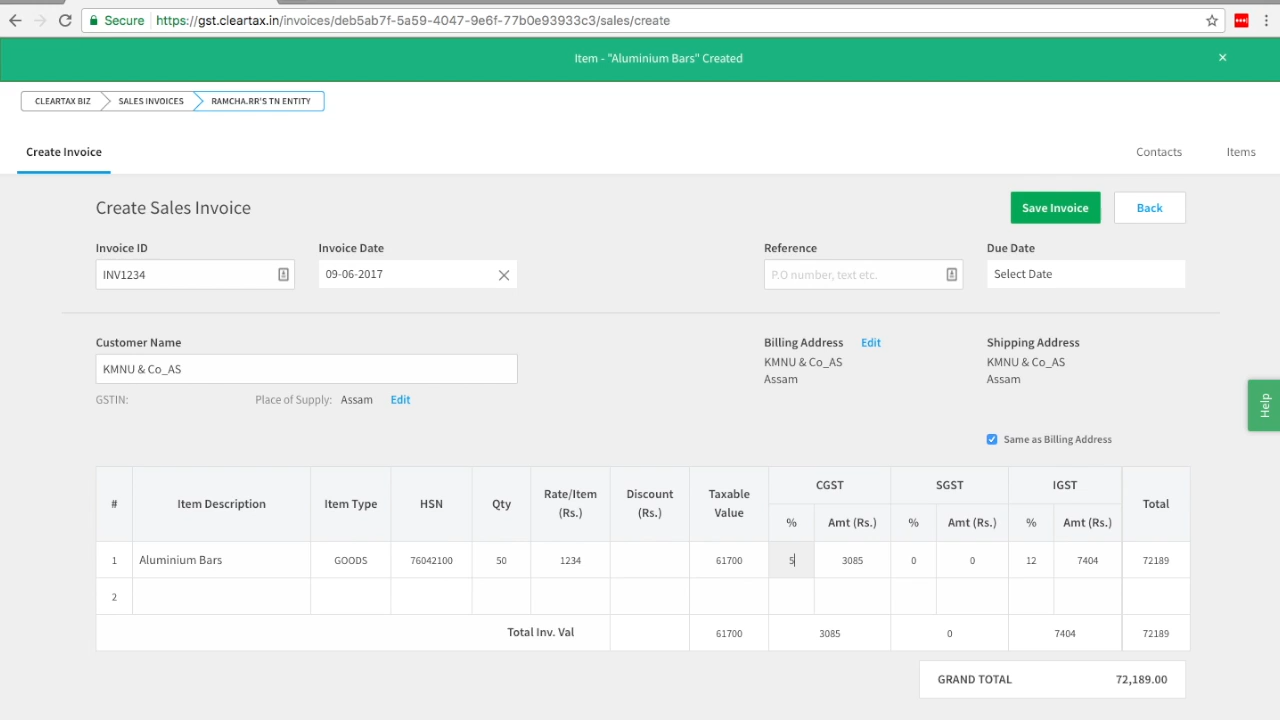 Secure https://gst.cleartax.in/invoices/deb5ab7f-5a59-4047-9e6f-77b0e93933c3/sales/create
Item - "Aluminium Bars" Created ×
CLEARTAX BIZ SALES INVOICES RAMCHA.RR'S TN ENTITY
Create Invoice Contacts Items
Create Sales Invoice Save Invoice Back
Invoice ID Invoice Date Reference Due Date
INV1234 09-06-2017 P.O number, text etc. Select Date
Customer Name Billing Address Edit Shipping Address
KMNU & Co_AS KMNU & Co_AS KMNU & Co_AS
Assam Assam
GSTIN: Place of Supply: Assam Edit
Help
Same as Billing Address
# Item Description Item Type HSN Qty Rate/Item (Rs.) Discount (Rs.) Taxable Value CGST SGST IGST Total
% Amt (Rs.) % Amt (Rs.) % Amt (Rs.)
1 Aluminium Bars GOODS 76042100 50 1234 61700 5 3085 0 0 12 7404 72189
2
Total Inv. Val 61700 3085 0 7404 72189
GRAND TOTAL 72,189.00